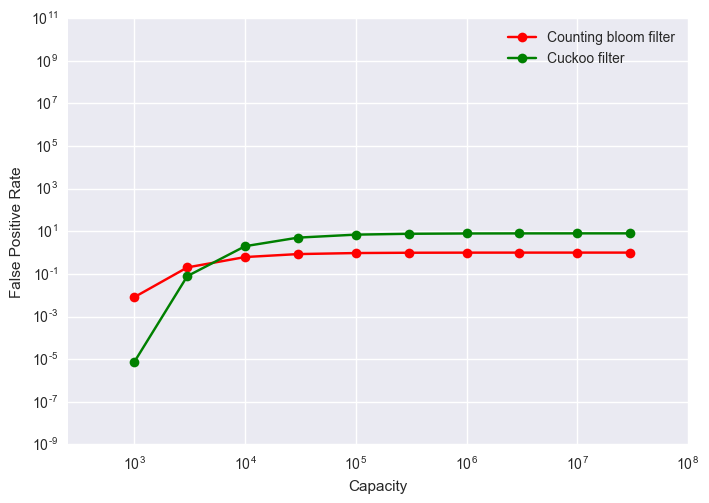 10^11
10^9
10^7
10^5
10^3
10^1
10^-1
10^-3
10^-5
10^-7
10^-9
False Positive Rate
Counting bloom filter
Cuckoo filter
10^3 10^4 10^5 10^6 10^7 10^8
Capacity